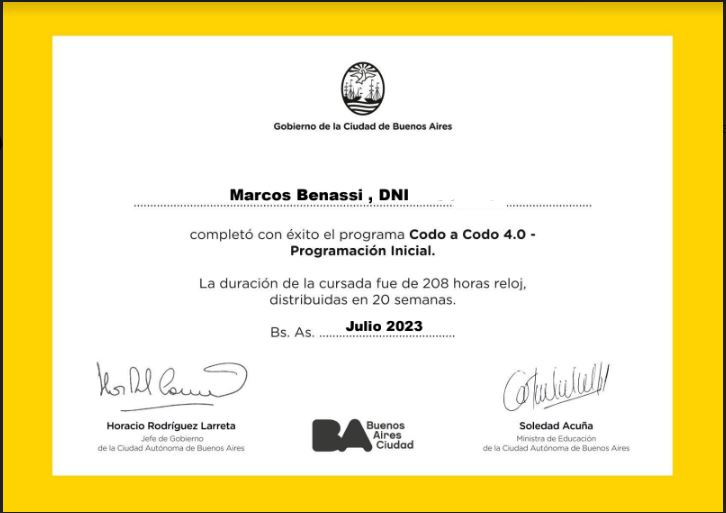 Gobierno de la Ciudad de Buenos Aires
Marcos Benassi , DNI
completó con éxito el programa Codo a Codo 4.0 -
Programación Inicial.
La duración de la cursada fue de 208 horas reloj,
distribuidas en 20 semanas.
Bs. As. Julio 2023
Horacio Rodríguez Larreta
Jefe de Gobierno
de la Ciudad Autónoma de Buenos Aires
BA Buenos
Aires
Ciudad
Soledad Acuña
Ministra de Educación
de la Ciudad Autónoma de Buenos Aires